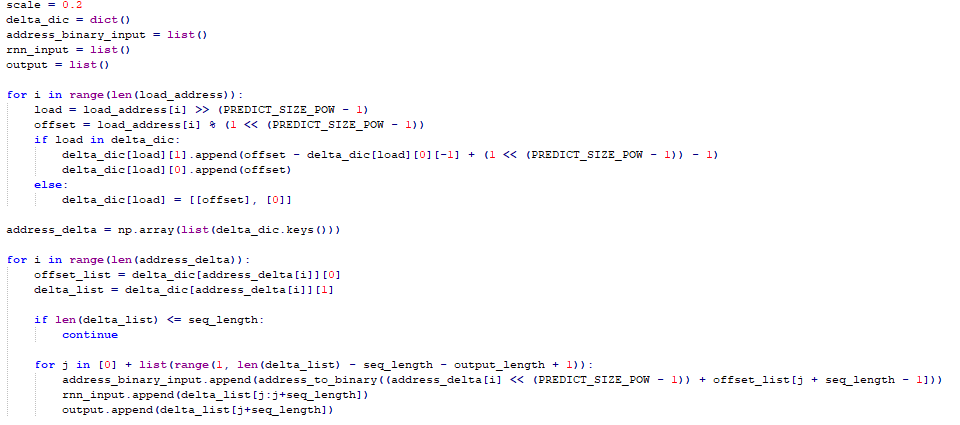 scale = 0.2
delta_dic = dict()
address_binary_input = list()
rnn_input = list()
output = list()

for i in range(len(load_address)):
    load = load_address[i] >> (PREDICT_SIZE_POW - 1)
    offset = load_address[i] % (1 << (PREDICT_SIZE_POW - 1))
    if load in delta_dic:
        delta_dic[load][1].append(offset - delta_dic[load][0][-1] + (1 << (PREDICT_SIZE_POW - 1)) - 1)
        delta_dic[load][0].append(offset)
    else:
        delta_dic[load] = [[offset], [0]]

address_delta = np.array(list(delta_dic.keys()))

for i in range(len(address_delta)):
    offset_list = delta_dic[address_delta[i]][0]
    delta_list = delta_dic[address_delta[i]][1]

    if len(delta_list) <= seq_length:
        continue

    for j in [0] + list(range(1, len(delta_list) - seq_length - output_length + 1)):
        address_binary_input.append(address_to_binary((address_delta[i] << (PREDICT_SIZE_POW - 1)) + offset_list[j + seq_length - 1]))
        rnn_input.append(delta_list[j:j+seq_length])
        output.append(delta_list[j+seq_length])